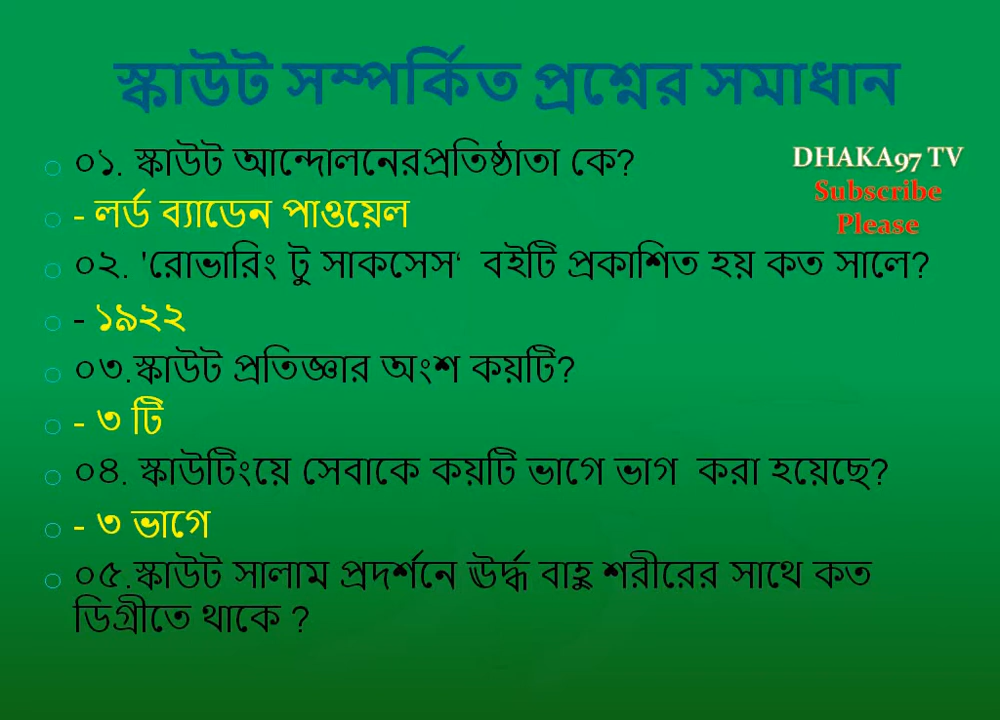 স্কাউট সম্পর্কিত প্রশ্নের সমাধান
০১. স্কাউট আন্দোলনেরপ্রতিষ্ঠাতা কে?
DHAKA97 TV
Subscribe
Please
- লর্ড ব্যাডেন পাওয়েল
০২. 'রোভারিং টু সাকসেস‘ বইটি প্রকাশিত হয় কত সালে?
- ১৯২২
০৩.স্কাউট প্রতিজ্ঞার অংশ কয়টি?
- ৩ টি
০৪. স্কাউটিংয়ে সেবাকে কয়টি ভাগে ভাগ করা হয়েছে?
- ৩ ভাগে
০৫.স্কাউট সালাম প্রদর্শনে ঊর্দ্ধ বাহু শরীরের সাথে কত
ডিগ্রীতে থাকে ?